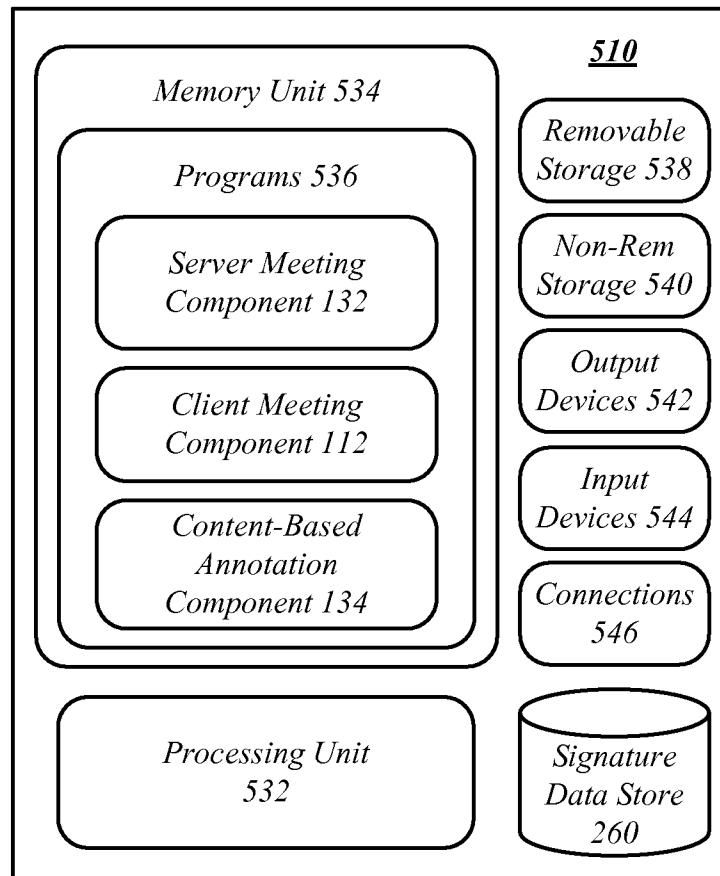 510
Memory Unit 534
Programs 536
Server Meeting
Component 132
Client Meeting
Component 112
Content-Based
Annotation
Component 134
Processing Unit
532
Removable
Storage 538
Non-Rem
Storage 540
Output
Devices 542
Input
Devices 544
Connections
546
Signature
Data Store
260